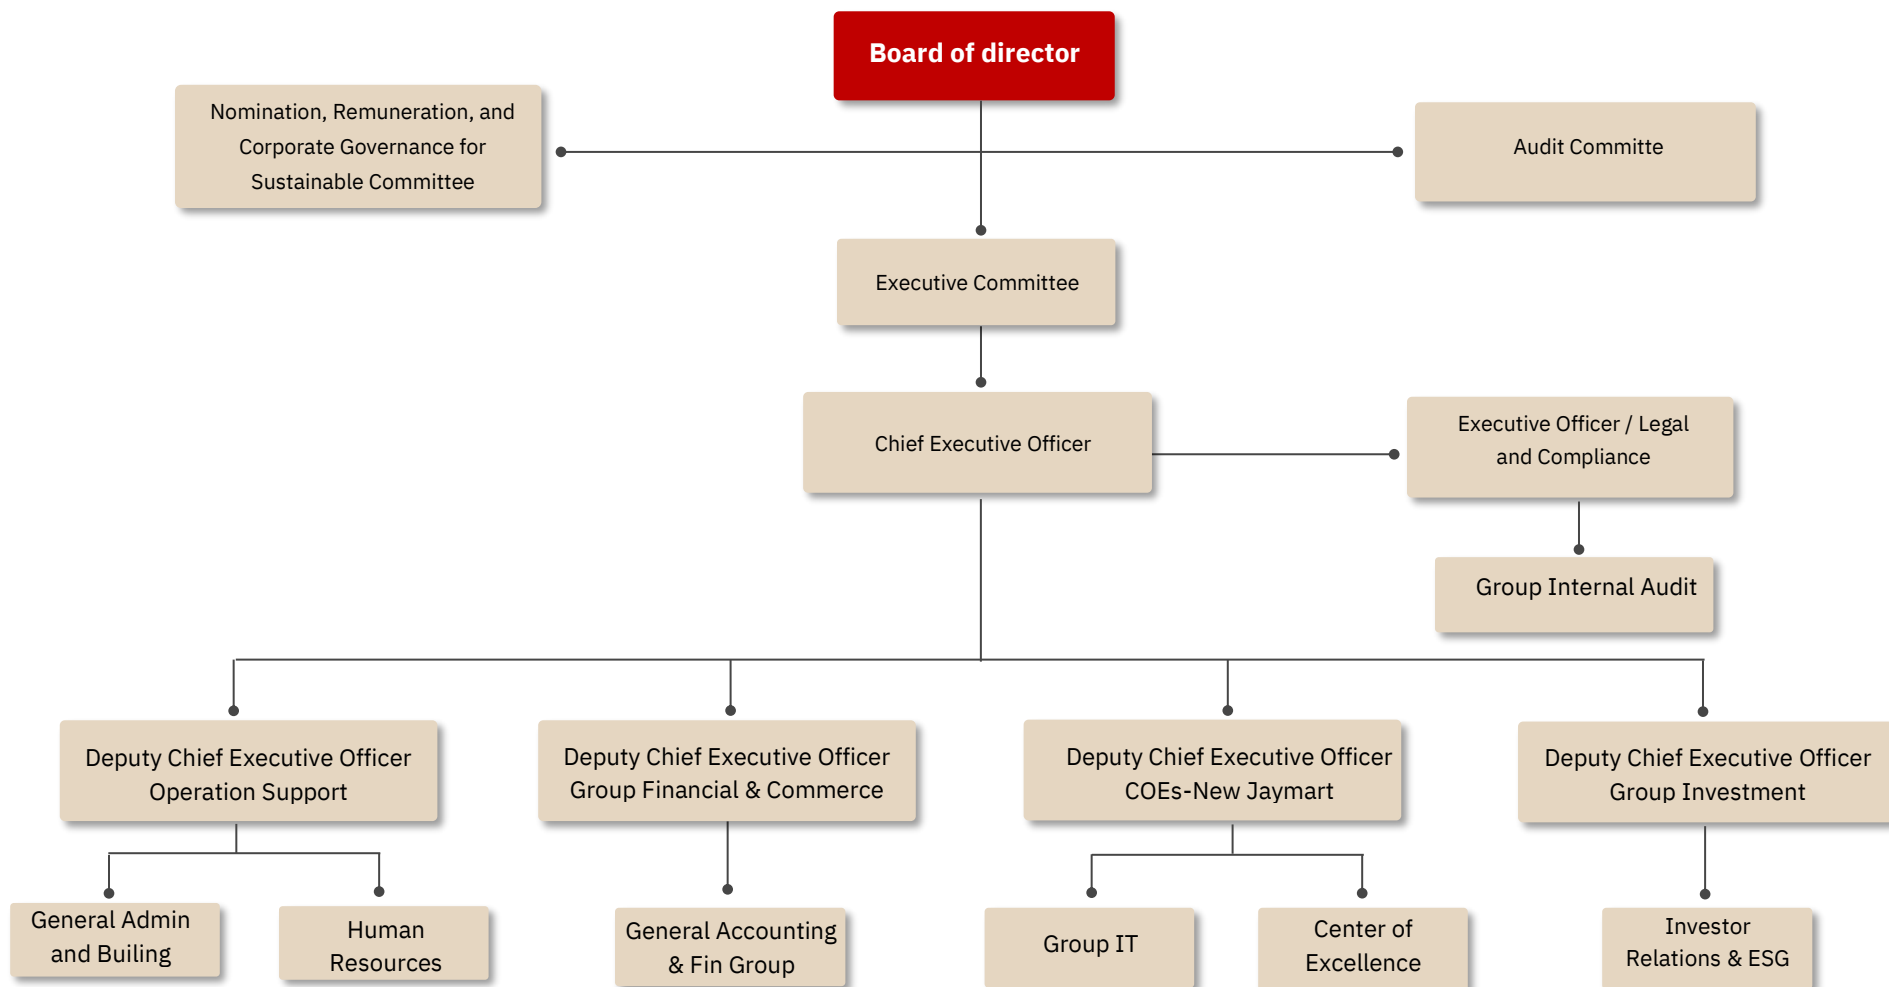 Board of director
Nomination, Remuneration, and
Corporate Governance for
Sustainable Committee
Audit Committe
Executive Committee
Chief Executive Officer
Executive Officer / Legal
and Compliance
Group Internal Audit
Deputy Chief Executive Officer
Operation Support
Deputy Chief Executive Officer
Group Financial & Commerce
Deputy Chief Executive Officer
COEs-New Jaymart
Deputy Chief Executive Officer
Group Investment
General Admin
and Builing
Human
Resources
General Accounting
& Fin Group
Group IT
Center of
Excellence
Investor
Relations & ESG